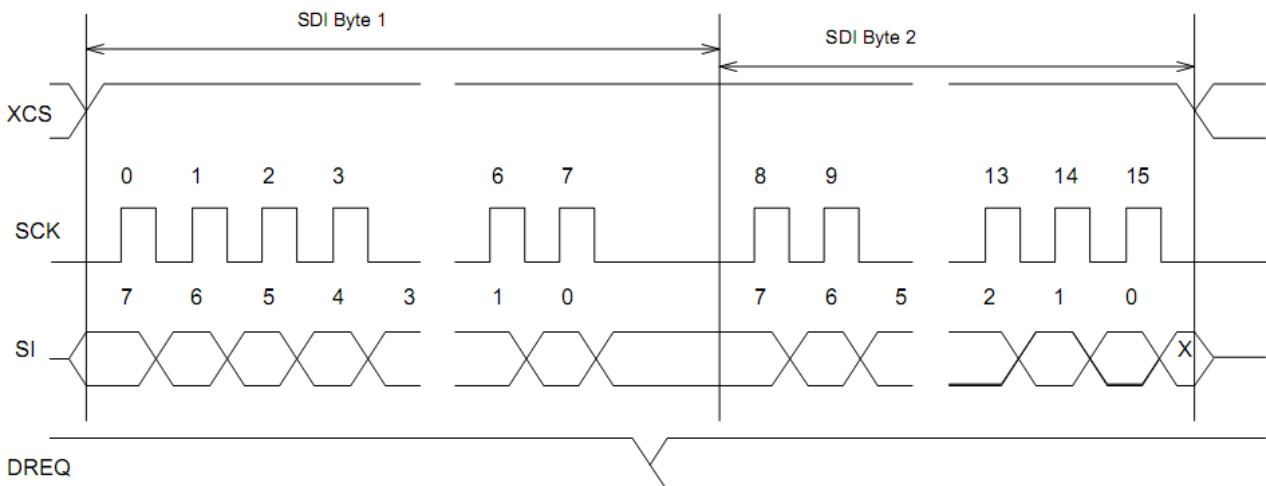 SDI Byte 1
SDI Byte 2
XCS
0 1 2 3 6 7 8 9 13 14 15
SCK
7 6 5 4 3 1 0 7 6 5 2 1 0
SI X
DREQ